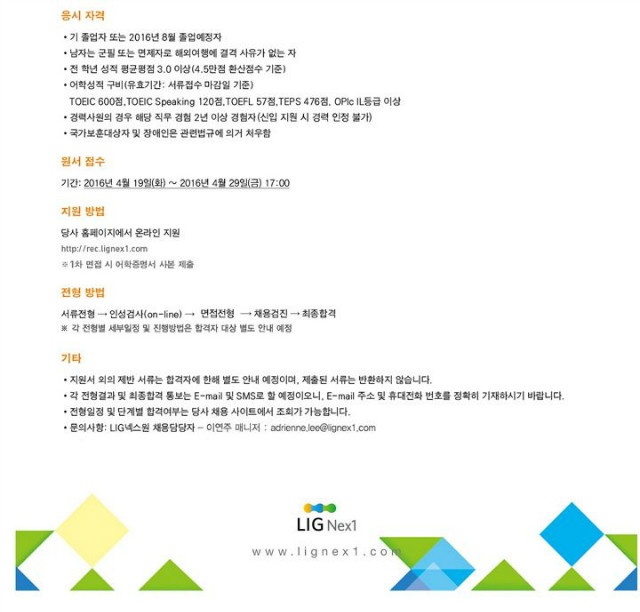 응시 자격
• 기 졸업자 또는 2016년 8월 졸업예정자
• 남자는 군필 또는 면제자로 해외여행에 결격 사유가 없는 자
• 전 학년 성적 평균평점 3.0 이상(4.5만점 환산점수 기준)
• 어학성적 구비(유효기간: 서류접수 마감일 기준)
TOEIC 600점,TOEIC Speaking 120점,TOEFL 57점,TEPS 476점, OPIc IL등급 이상
• 경력사원의 경우 해당 직무 경험 2년 이상 경험자(신입 지원 시 경력 인정 불가)
• 국가보훈대상자 및 장애인은 관련법규에 의거 처우함
원서 접수
기간: 2016년 4월 19일(화) ~ 2016년 4월 29일(금) 17:00
지원 방법
당사 홈페이지에서 온라인 지원
http://rec.lignex1.com
※1차 면접 시 어학증명서 사본 제출
전형 방법
서류전형 → 인성검사(on-line) → 면접전형 → 채용검진 → 최종합격
※ 각 전형별 세부일정 및 진행방법은 합격자 대상 별도 안내 예정
기타
• 지원서 외의 제반 서류는 합격자에 한해 별도 안내 예정이며, 제출된 서류는 반환하지 않습니다.
• 각 전형결과 및 최종합격 통보는 E-mail 및 SMS로 할 예정이오니, E-mail 주소 및 휴대전화 번호를 정확히 기재하시기 바랍니다.
• 전형일정 및 단계별 합격여부는 당사 채용 사이트에서 조회가 가능합니다.
• 문의사항: LIG넥스원 채용담당자 - 이연주 매니저 : adrienne.lee@lignex1.com
LIG Nex1
www.lignex1.com